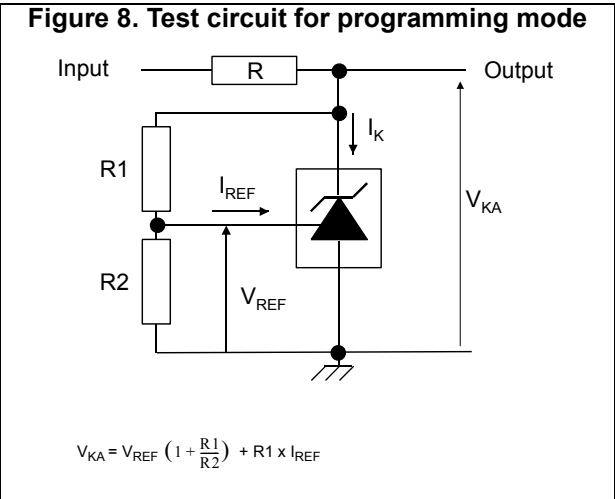 Figure 8. Test circuit for programming mode
Input
R
Output
I_K
R1
I_REF
V_KA
R2
V_REF
V_KA = V_REF (1 + R1/R2) + R1 x I_REF